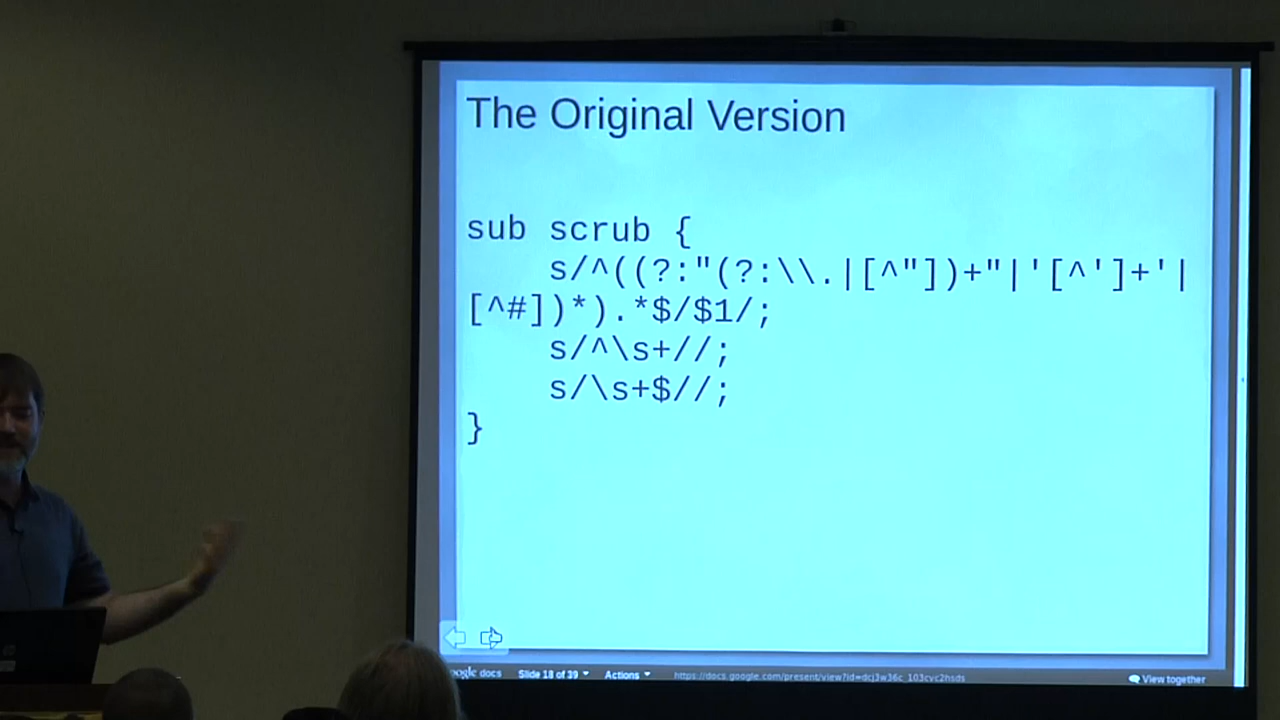 The Original Version
sub scrub {
s/^((?:"(?:\\.|[^"])+"|'[^']+'|
[^#])*).*$/$1/;
s/^\s+//;
s/\s+$//;
}
Slide 18 of 39
Actions
View together